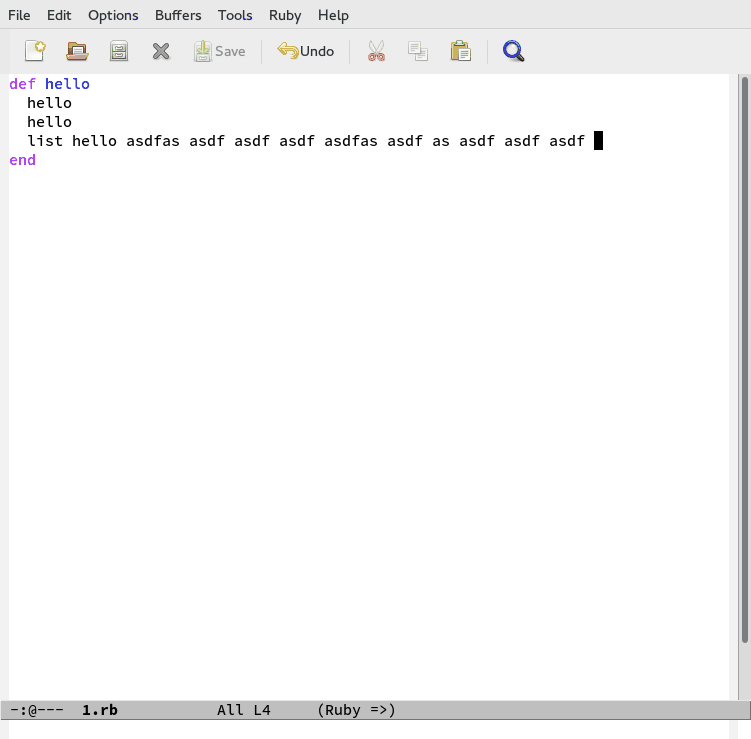 File Edit Options Buffers Tools Ruby Help
Save Undo
def hello
  hello
  hello
  list hello asdfas asdf asdf asdf asdfas asdf as asdf asdf asdf
end
-:@--- 1.rb All L4 (Ruby =>)